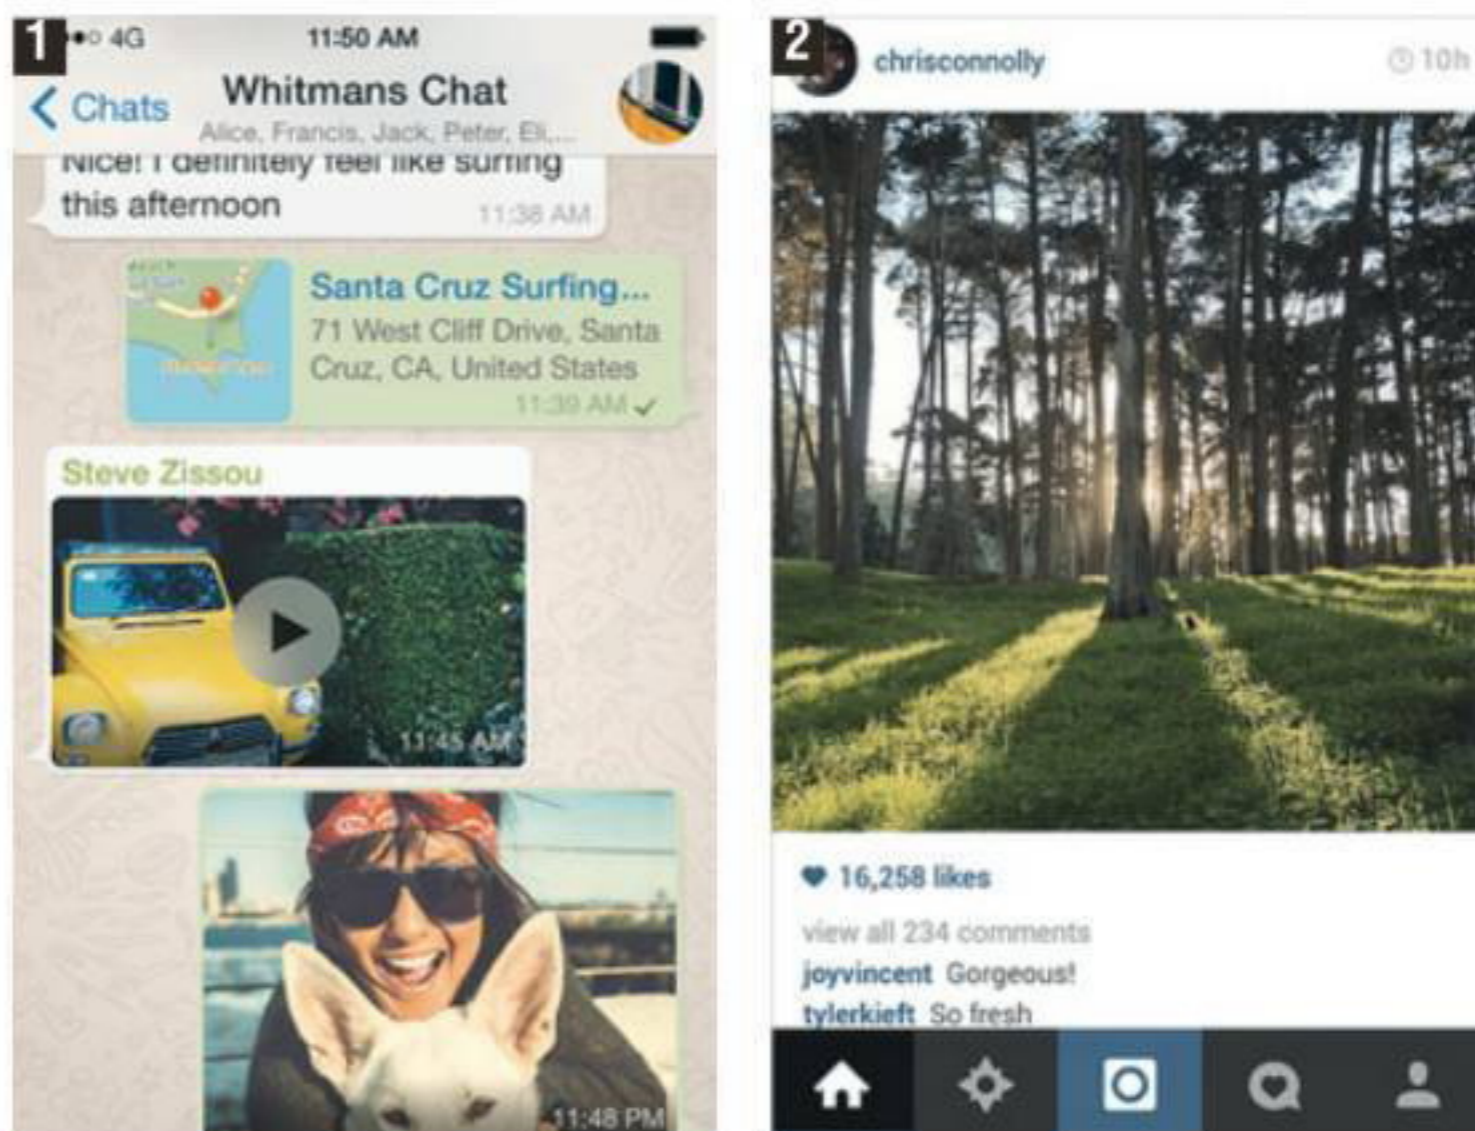 1
4G
11:50 AM
Chats
Whitmans Chat
Alice, Francis, Jack, Peter, Eli,...
Nice! I definitely feel like surfing
this afternoon
11:38 AM
Santa Cruz Surfing...
71 West Cliff Drive, Santa
Cruz, CA, United States
11:39 AM
Steve Zissou
11:45 AM
11:48 PM
2
chrisconnolly
10h
16,258 likes
view all 234 comments
joyvincent Gorgeous!
tylerkieft So fresh